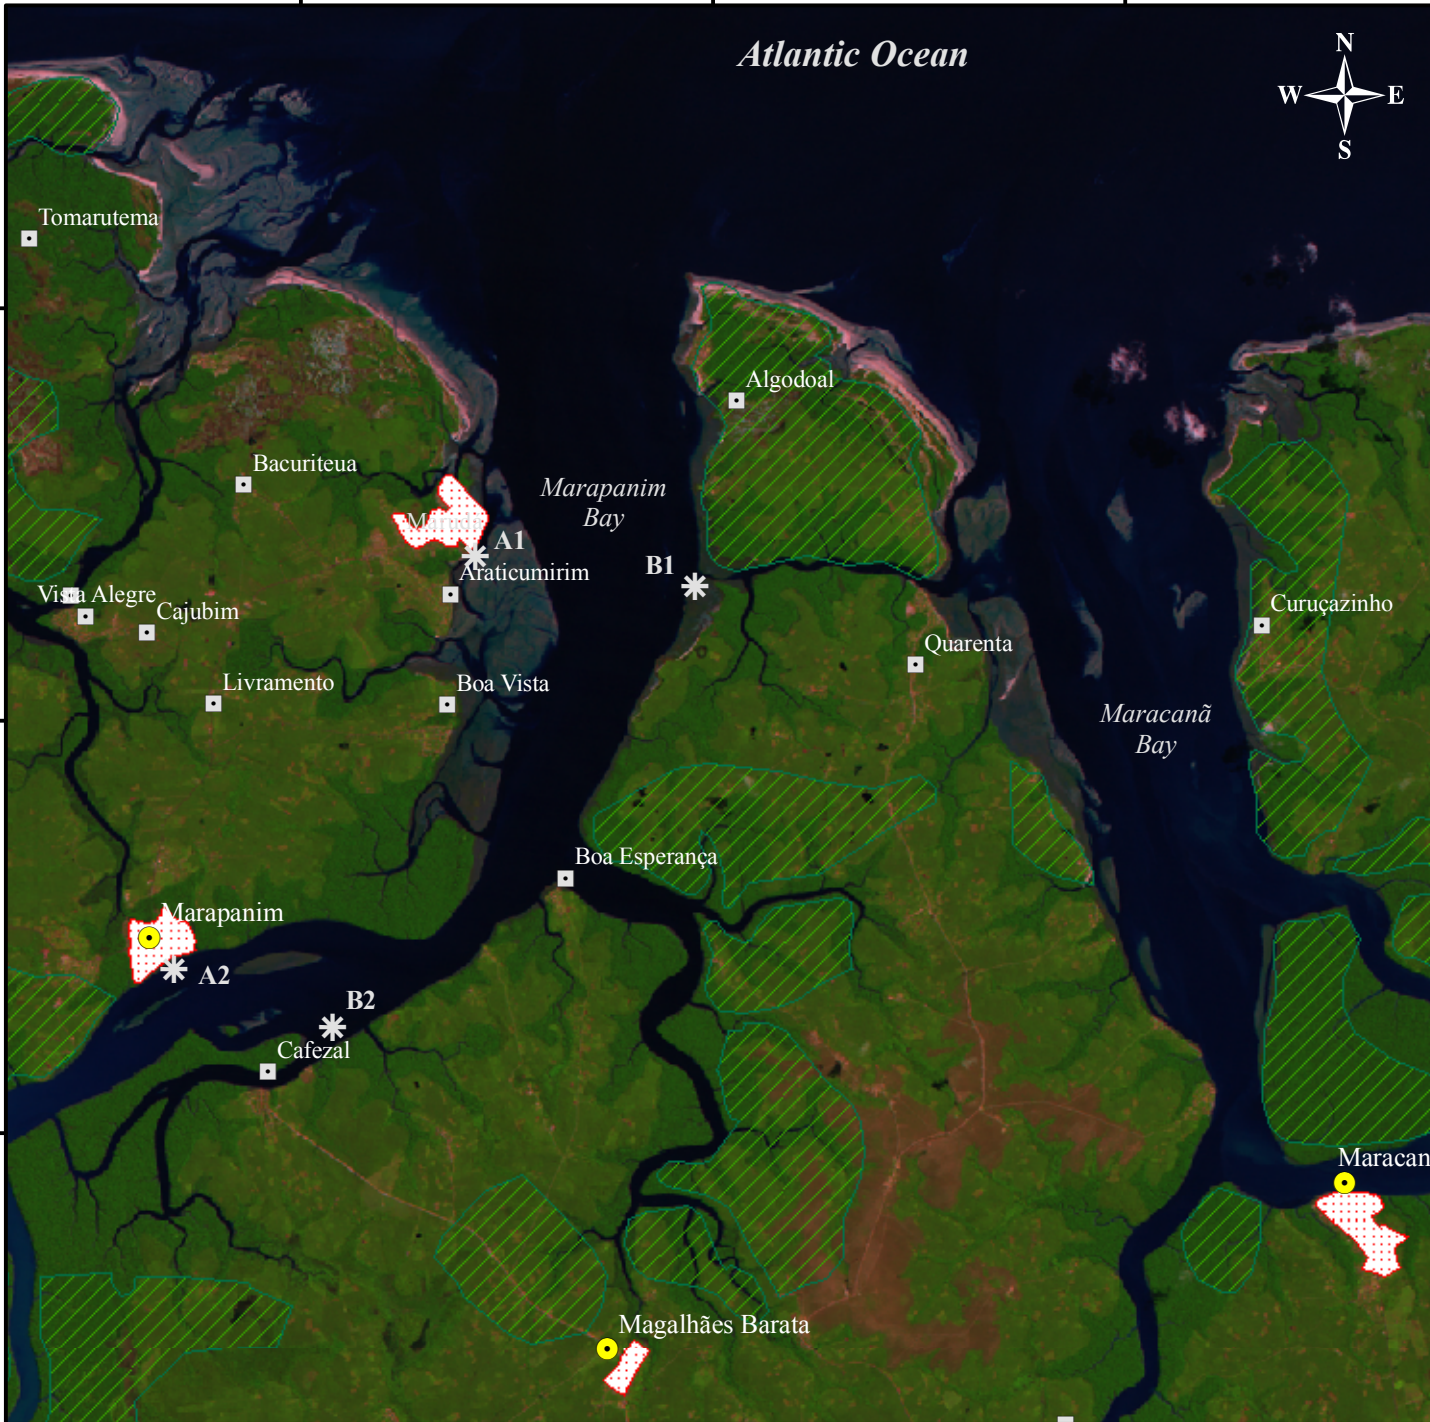 Atlantic Ocean
N
W E
S
Tomarutema
Algodoal
Bacuriteua
Marapanim
Bay
A1
B1
Araticumirim
Vista Alegre
Cajubim
Curuçazinho
Quarenta
Livramento
Boa Vista
Maracanã
Bay
Boa Esperança
Marapanim
A2
B2
Cafezal
Maracan
Magalhães Barata